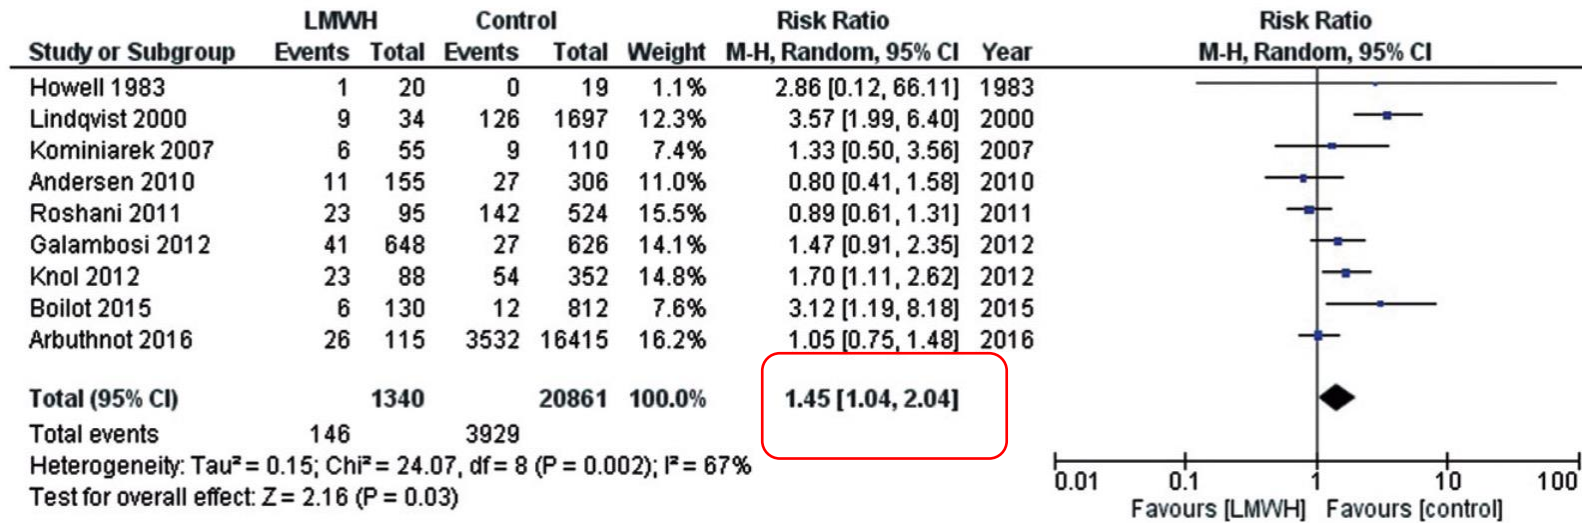 LMWH Control Risk Ratio Risk Ratio
Study or Subgroup Events Total Events Total Weight M-H, Random, 95% CI Year M-H, Random, 95% CI
Howell 1983 1 20 0 19 1.1% 2.86 [0.12, 66.11] 1983
Lindqvist 2000 9 34 126 1697 12.3% 3.57 [1.99, 6.40] 2000
Kominiarek 2007 6 55 9 110 7.4% 1.33 [0.50, 3.56] 2007
Andersen 2010 11 155 27 306 11.0% 0.80 [0.41, 1.58] 2010
Roshani 2011 23 95 142 524 15.5% 0.89 [0.61, 1.31] 2011
Galambosi 2012 41 648 27 626 14.1% 1.47 [0.91, 2.35] 2012
Knol 2012 23 88 54 352 14.8% 1.70 [1.11, 2.62] 2012
Boilot 2015 6 130 12 812 7.6% 3.12 [1.19, 8.18] 2015
Arbuthnot 2016 26 115 3532 16415 16.2% 1.05 [0.75, 1.48] 2016
Total (95% CI) 1340 20861 100.0% 1.45 [1.04, 2.04]
Total events 146 3929
Heterogeneity: Tau² = 0.15; Chi² = 24.07, df = 8 (P = 0.002); I² = 67%
Test for overall effect: Z = 2.16 (P = 0.03)
0.01 0.1 1 10 100
Favours [LMWH] Favours [control]